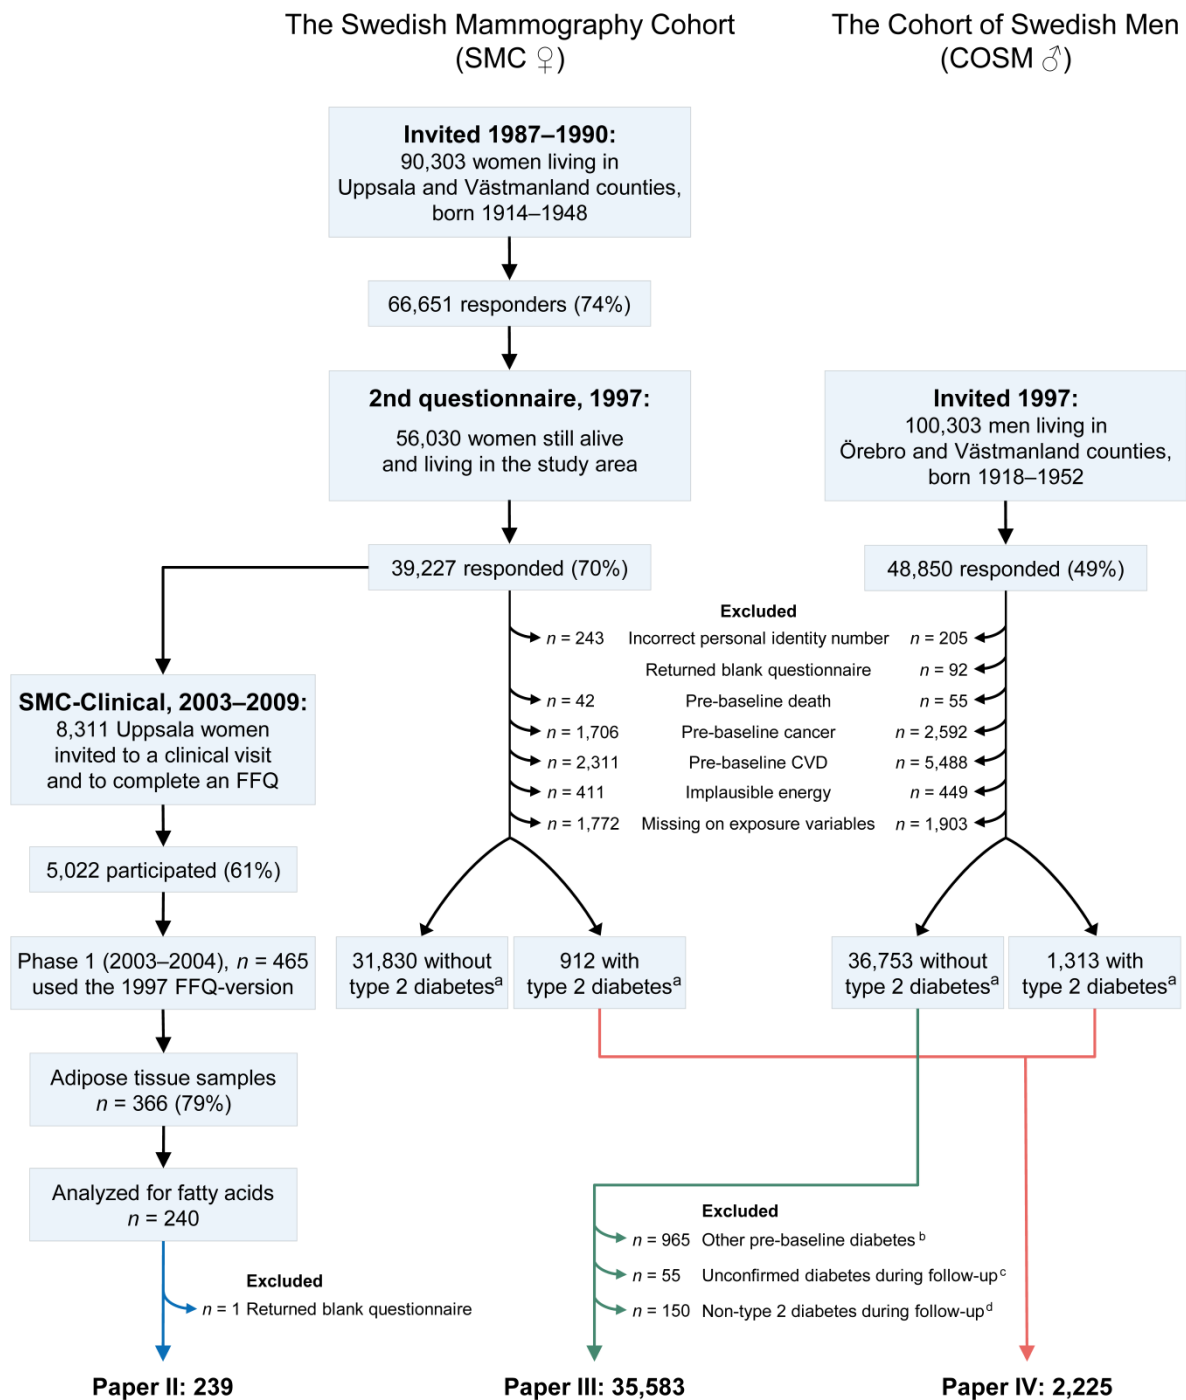 The Swedish Mammography Cohort
(SMC ♀)
The Cohort of Swedish Men
(COSM ♂)
Invited 1987–1990:
90,303 women living in
Uppsala and Västmanland counties,
born 1914–1948
66,651 responders (74%)
2nd questionnaire, 1997:
56,030 women still alive
and living in the study area
Invited 1997:
100,303 men living in
Örebro and Västmanland counties,
born 1918–1952
39,227 responded (70%)
48,850 responded (49%)
Excluded
n = 243 Incorrect personal identity number n = 205
Returned blank questionnaire n = 92
n = 42 Pre-baseline death n = 55
n = 1,706 Pre-baseline cancer n = 2,592
n = 2,311 Pre-baseline CVD n = 5,488
n = 411 Implausible energy n = 449
n = 1,772 Missing on exposure variables n = 1,903
SMC-Clinical, 2003–2009:
8,311 Uppsala women
invited to a clinical visit
and to complete an FFQ
5,022 participated (61%)
Phase 1 (2003–2004), n = 465
used the 1997 FFQ-version
31,830 without
type 2 diabetesᵃ
912 with
type 2 diabetesᵃ
36,753 without
type 2 diabetesᵃ
1,313 with
type 2 diabetesᵃ
Adipose tissue samples
n = 366 (79%)
Analyzed for fatty acids
n = 240
Excluded
n = 1 Returned blank questionnaire
Excluded
n = 965 Other pre-baseline diabetes ᵇ
n = 55 Unconfirmed diabetes during follow-upᶜ
n = 150 Non-type 2 diabetes during follow-upᵈ
Paper II: 239
Paper III: 35,583
Paper IV: 2,225